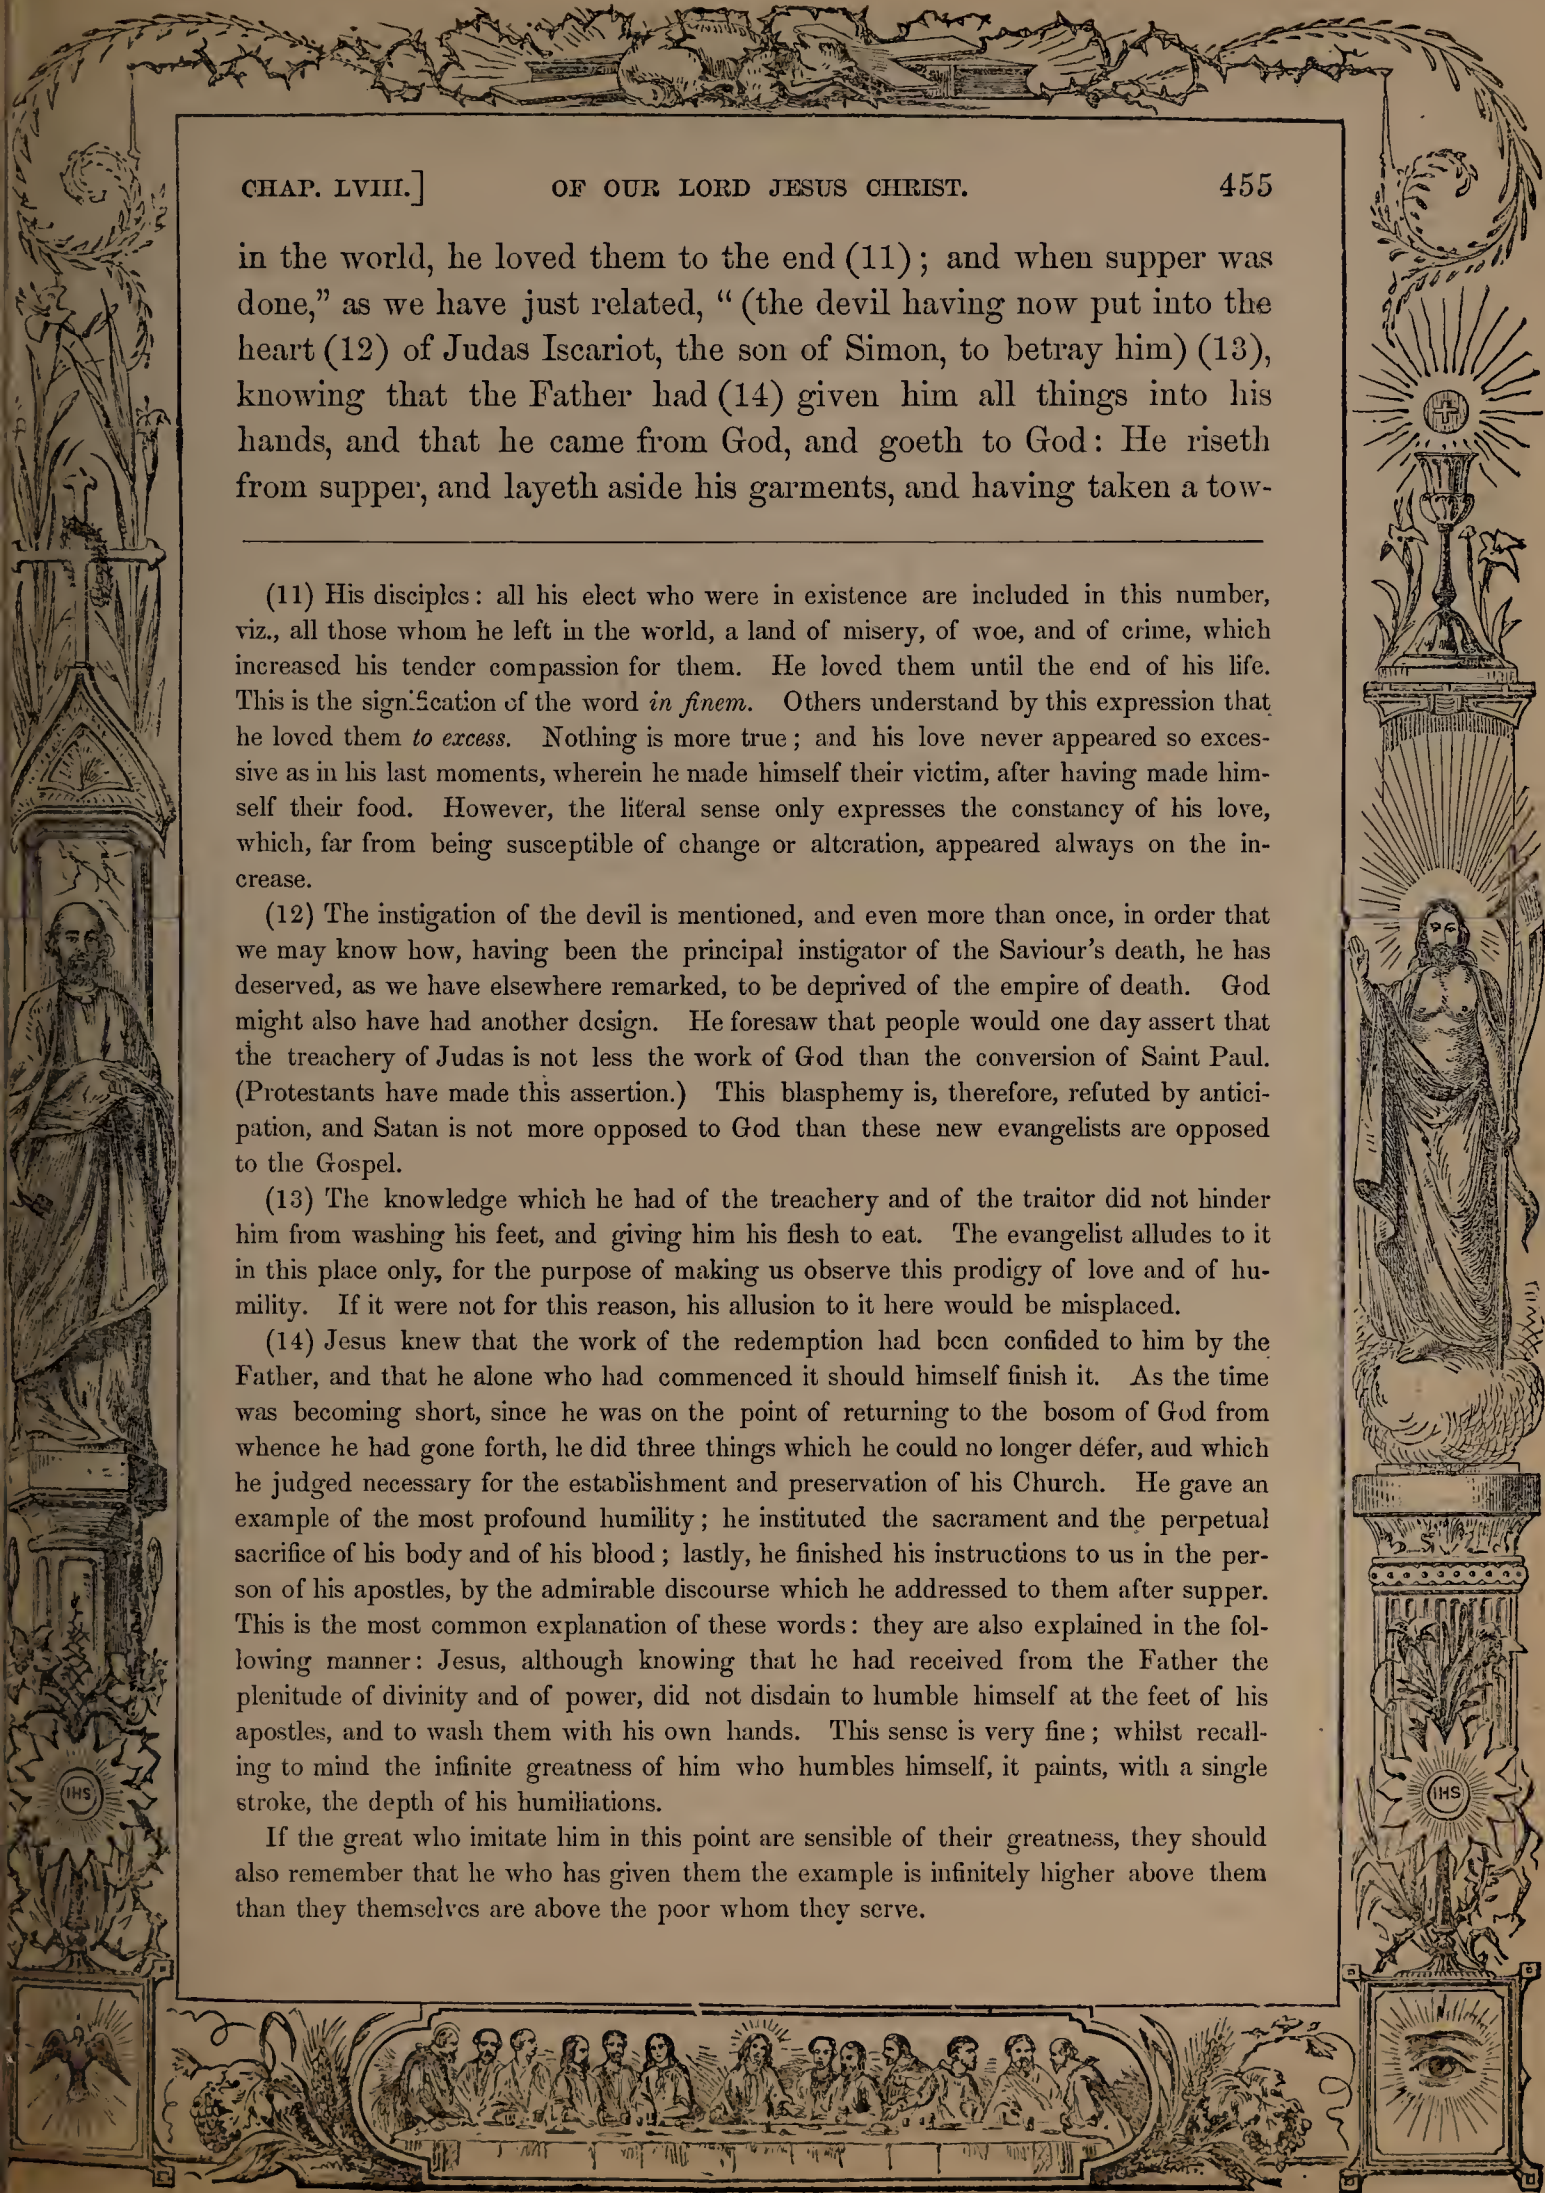 CHAP. LVIII.] OF OUR LORD JESUS CHRIST. 455
in the world, he loved them to the end (11) ; and when supper was
done,” as we have just related, “ (the devil having now put into the
heart (12) of Judas Iscariot, the son of Simon, to betray him) (13),
knowing that the Father had (14) given him all things into his
hands, and that he came from God, and goeth to God: He riseth
from supper, and layeth aside his garments, and having taken a tow-
(11) His disciples: all his elect who were in existence are included in this number,
viz., all those whom he left in the world, a land of misery, of woe, and of crime, which
increased his tender compassion for them. He loved them until the end of his life.
This is the signification of the word in finem. Others understand by this expression that
he loved them to excess. Nothing is more true ; and his love never appeared so exces-
sive as in his last moments, wherein he made himself their victim, after having made him-
self their food. However, the literal sense only expresses the constancy of his love,
which, far from being susceptible of change or alteration, appeared always on the in-
crease.
(12) The instigation of the devil is mentioned, and even more than once, in order that
we may know how, having been the principal instigator of the Saviour’s death, he has
deserved, as we have elsewhere remarked, to be deprived of the empire of death. God
might also have had another design. He foresaw that people would one day assert that
the treachery of Judas is not less the work of God than the conversion of Saint Paul.
(Protestants have made this assertion.) This blasphemy is, therefore, refuted by antici-
pation, and Satan is not more opposed to God than these new evangelists are opposed
to the Gospel.
(13) The knowledge which he had of the treachery and of the traitor did not hinder
him from washing his feet, and giving him his flesh to eat. The evangelist alludes to it
in this place only, for the purpose of making us observe this prodigy of love and of hu-
mility. If it were not for this reason, his allusion to it here would be misplaced.
(14) Jesus knew that the work of the redemption had been confided to him by the
Father, and that he alone who had commenced it should himself finish it. As the time
was becoming short, since he was on the point of returning to the bosom of God from
whence he had gone forth, he did three things which he could no longer defer, aud which
he judged necessary for the establishment and preservation of his Church. He gave an
example of the most profound humility ; he instituted the sacrament and the perpetual
sacrifice of his body and of his blood ; lastly, he finished his instructions to us in the per-
son of his apostles, by the admirable discourse which he addressed to them after supper.
This is the most common explanation of these words: they are also explained in the fol-
lowing manner: Jesus, although knowing that he had received from the Father the
plenitude of divinity and of power, did not disdain to humble himself at the feet of his
apostles, and to wash them with his own hands. This sense is very fine ; whilst recall-
ing to mind the infinite greatness of him who humbles himself, it paints, with a single
stroke, the depth of his humiliations.
If the great who imitate him in this point are sensible of their greatness, they should
also remember that he who has given them the example is infinitely higher above them
than they themselves are above the poor whom they serve.
IHS
IHS